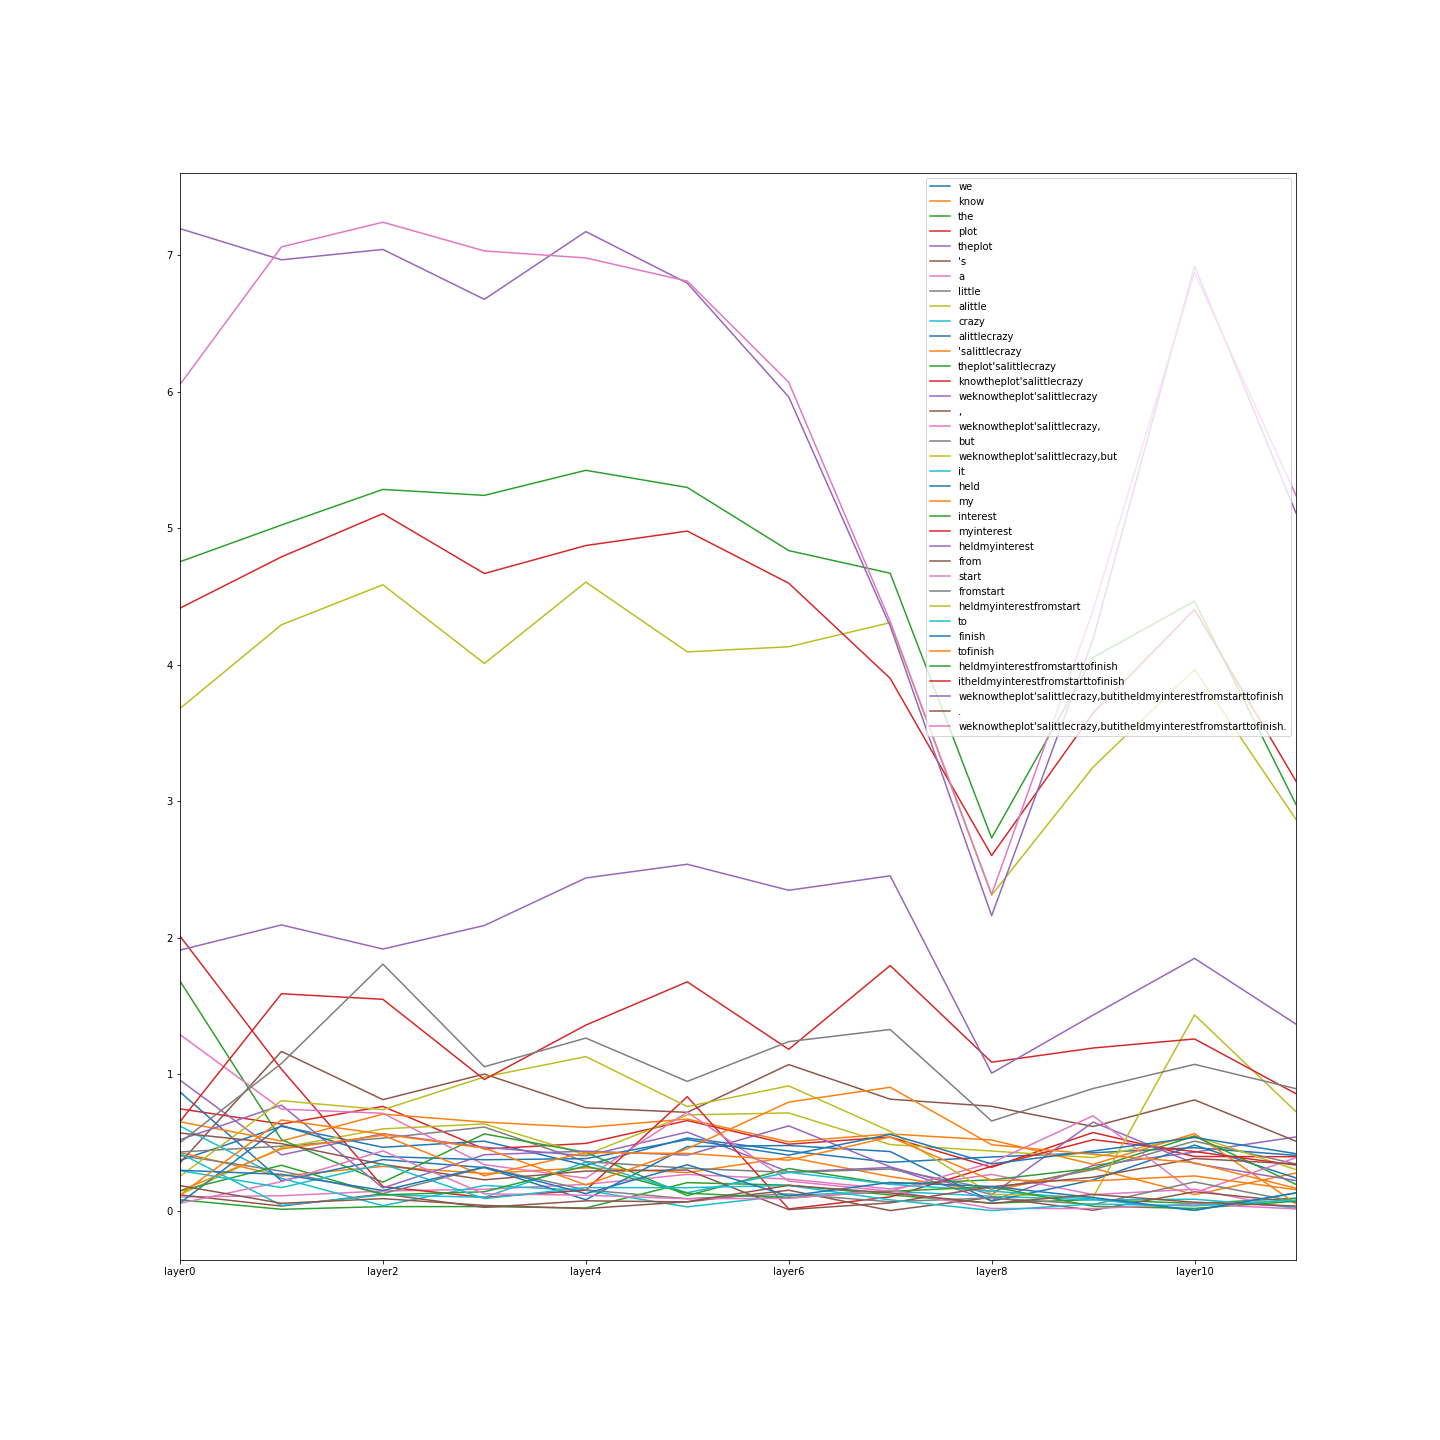 7
6
5
4
3
2
1
0
layer0
layer2
layer4
layer6
layer8
layer10
we
know
the
plot
theplot
's
a
little
alittle
crazy
alittlecrazy
'salittlecrazy
theplot'salittlecrazy
knowtheplot'salittlecrazy
weknowtheplot'salittlecrazy
,
weknowtheplot'salittlecrazy,
but
weknowtheplot'salittlecrazy,but
it
held
my
interest
myinterest
heldmyinterest
from
start
fromstart
heldmyinterestfromstart
to
finish
tofinish
heldmyinterestfromstarttofinish
itheldmyinterestfromstarttofinish
weknowtheplot'salittlecrazy,butitheldmyinterestfromstarttofinish
.
weknowtheplot'salittlecrazy,butitheldmyinterestfromstarttofinish.